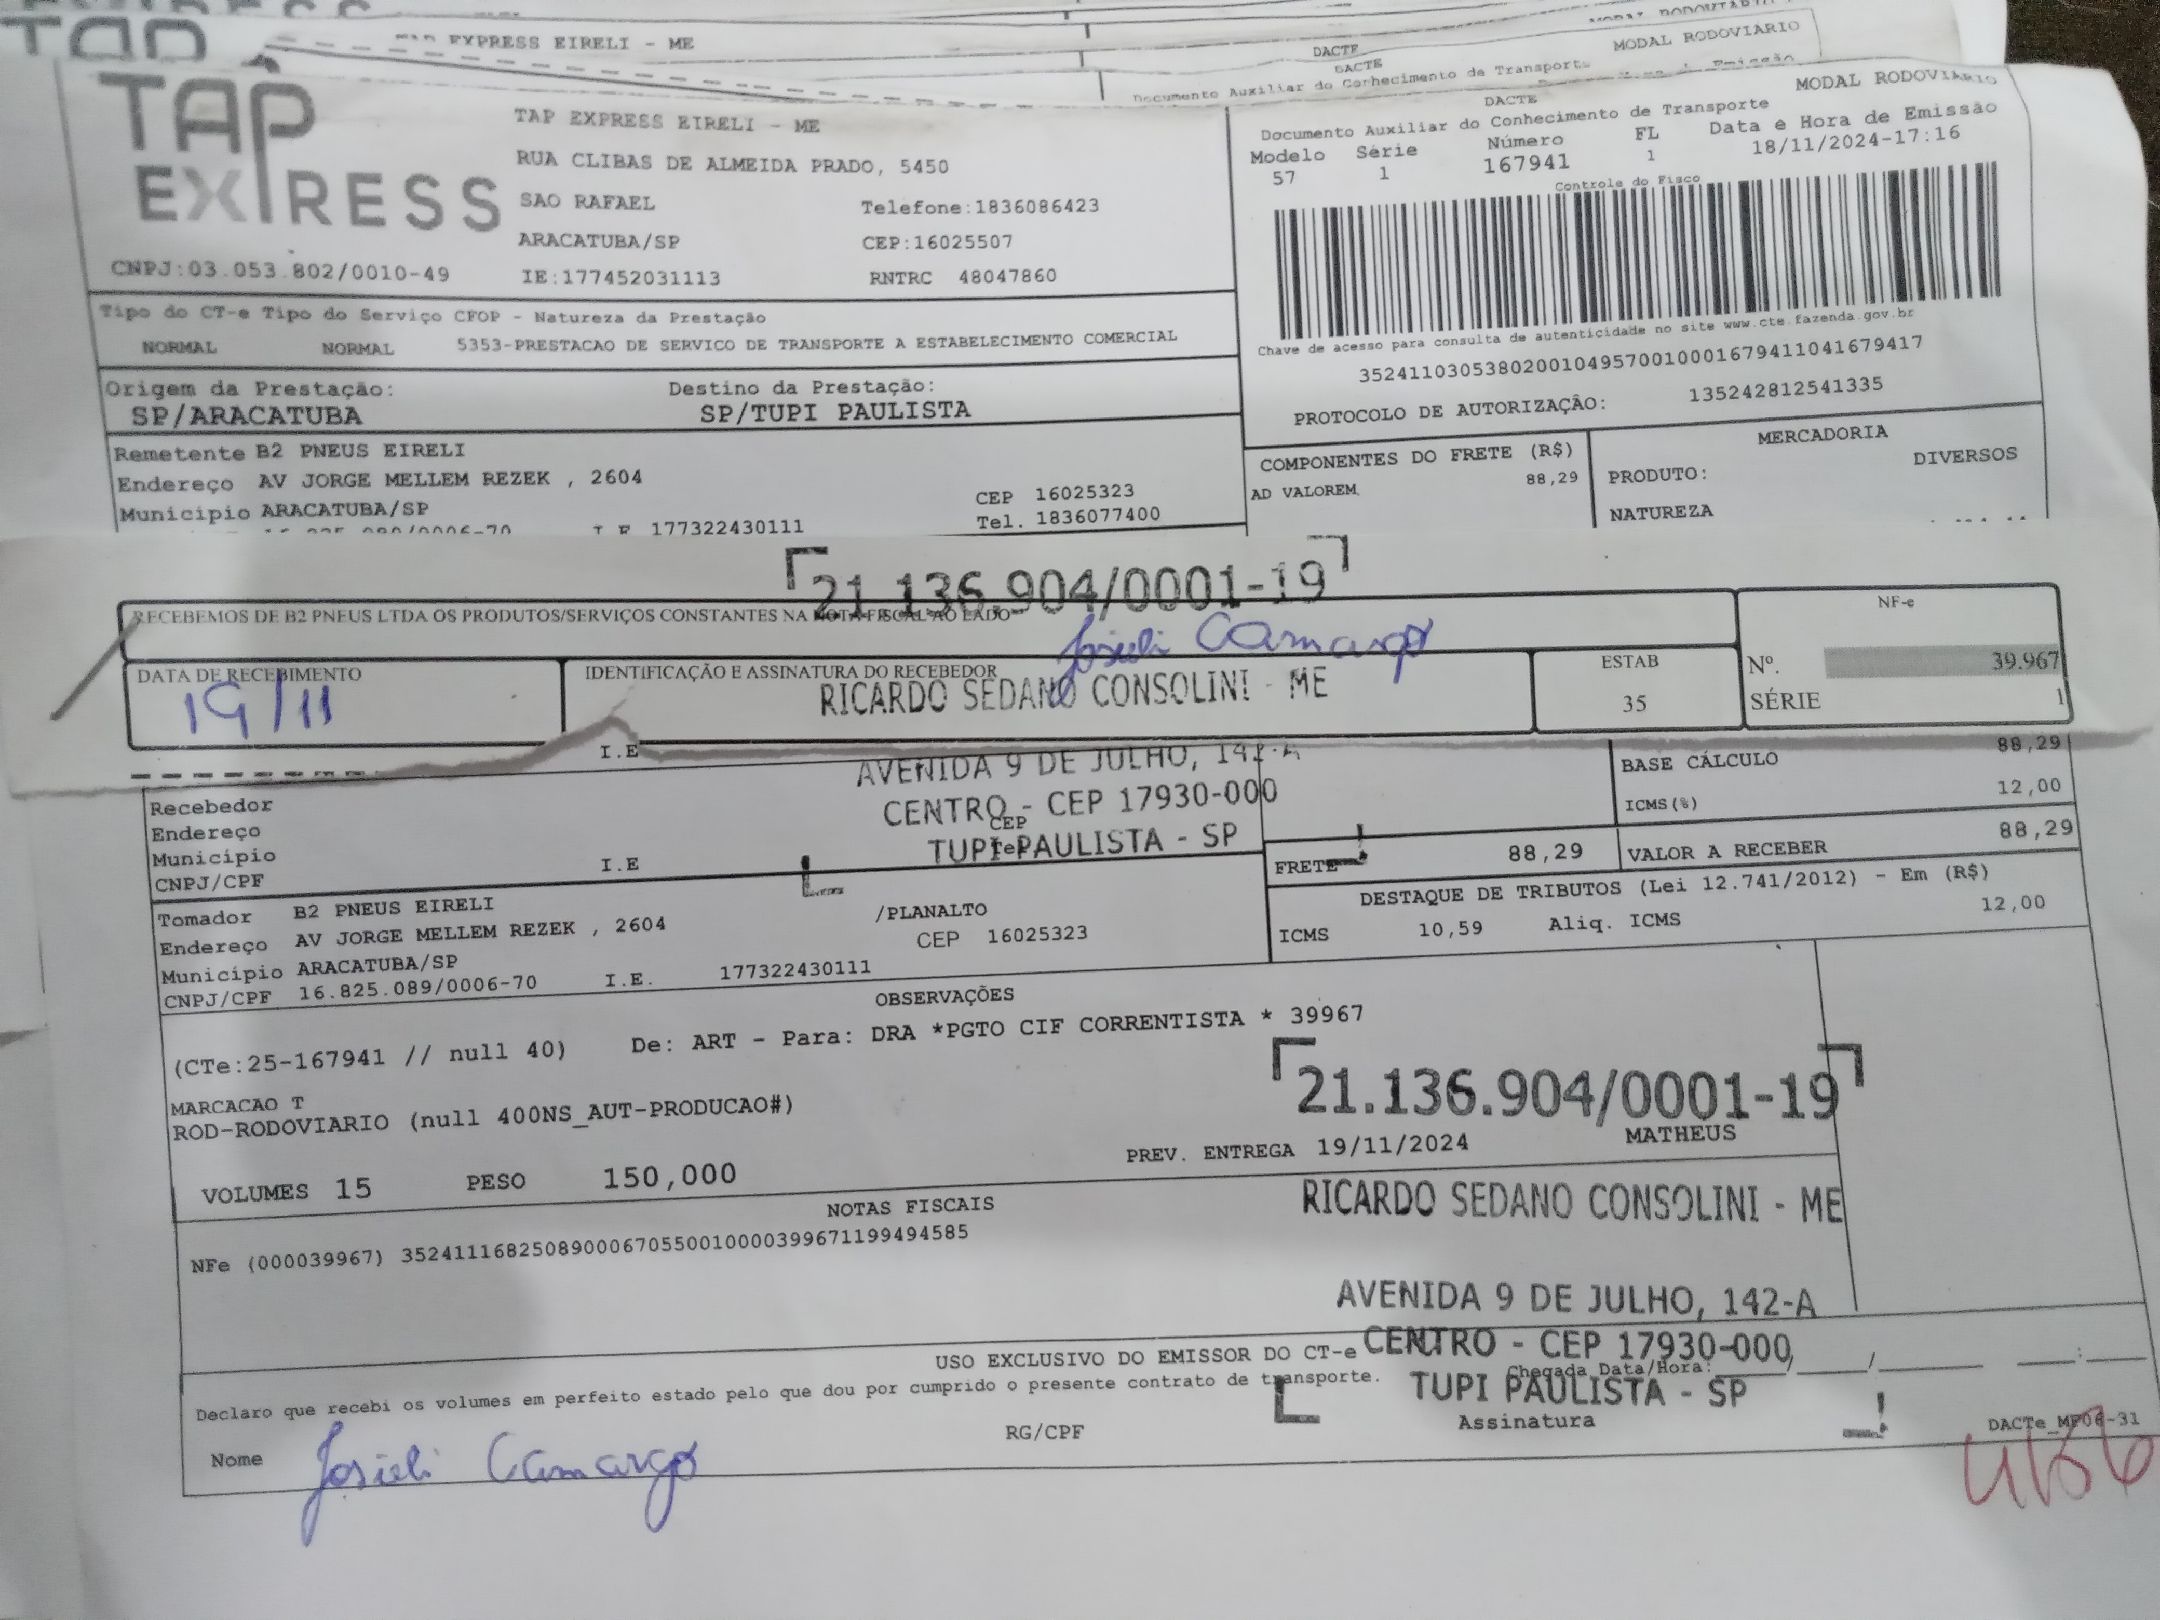 TAP EXPRESS EIRELI - ME
DACTE
MODAL RODOVIARIO
DACTE
Documento Auxiliar do Conhecimento de Transporte
TAP
EXPRESS
TAP EXPRESS EIRELI - ME
RUA CLIBAS DE ALMEIDA PRADO, 5450
SAO RAFAEL
Telefone:1836086423
ARACATUBA/SP
CEP:16025507
CNPJ:03.053.802/0010-49
IE:177452031113
RNTRC 48047860
DACTE
MODAL RODOVIARIO
Documento Auxiliar do Conhecimento de Transporte
Modelo Série Número FL Data e Hora de Emissão
57 1 167941 1 18/11/2024-17:16
Controle do Fisco
Chave de acesso para consulta de autenticidade no site www.cte.fazenda.gov.br
35241103053802001049570010001679411041679417
PROTOCOLO DE AUTORIZAÇÃO: 135242812541335
Tipo do CT-e Tipo do Serviço CFOP - Natureza da Prestação
NORMAL NORMAL 5353-PRESTACAO DE SERVICO DE TRANSPORTE A ESTABELECIMENTO COMERCIAL
Origem da Prestação: Destino da Prestação:
SP/ARACATUBA SP/TUPI PAULISTA
Remetente B2 PNEUS EIRELI
Endereço AV JORGE MELLEM REZEK , 2604
CEP 16025323
Município ARACATUBA/SP
Tel. 1836077400
I.E 177322430111
COMPONENTES DO FRETE (R$)
AD VALOREM 88,29
MERCADORIA
PRODUTO: DIVERSOS
NATUREZA
21.136.904/0001-19
RECEBEMOS DE B2 PNEUS LTDA OS PRODUTOS/SERVIÇOS CONSTANTES NA NOTA FISCAL AO LADO
Josieli Camargo
NF-e
DATA DE RECEBIMENTO
19/11
IDENTIFICAÇÃO E ASSINATURA DO RECEBEDOR
RICARDO SEDANO CONSOLINI - ME
ESTAB
35
Nº. 39.967
SÉRIE 1
I.E
AVENIDA 9 DE JULHO, 142-A
CENTRO - CEP 17930-000
TUPI PAULISTA - SP
88,29
BASE CÁLCULO
ICMS(%) 12,00
Recebedor
Endereço
CEP
Município
CNPJ/CPF
I.E
FRETE 88,29 VALOR A RECEBER 88,29
DESTAQUE DE TRIBUTOS (Lei 12.741/2012) - Em (R$)
ICMS 10,59 Aliq. ICMS 12,00
Tomador B2 PNEUS EIRELI
Endereço AV JORGE MELLEM REZEK , 2604 /PLANALTO
CEP 16025323
Município ARACATUBA/SP
CNPJ/CPF 16.825.089/0006-70 I.E. 177322430111
OBSERVAÇÕES
(CTe:25-167941 // null 40) De: ART - Para: DRA *PGTO CIF CORRENTISTA * 39967
MARCACAO T
ROD-RODOVIARIO (null 400NS_AUT-PRODUCAO#)
21.136.904/0001-19
PREV. ENTREGA 19/11/2024 MATHEUS
VOLUMES 15 PESO 150,000
RICARDO SEDANO CONSOLINI - ME
NOTAS FISCAIS
NFe (000039967) 35241116825089000670550010000399671199494585
AVENIDA 9 DE JULHO, 142-A
CENTRO - CEP 17930-000
TUPI PAULISTA - SP
USO EXCLUSIVO DO EMISSOR DO CT-e
Chegada Data/Hora:
Declaro que recebi os volumes em perfeito estado pelo que dou por cumprido o presente contrato de transporte.
Nome Josieli Camargo
RG/CPF
Assinatura